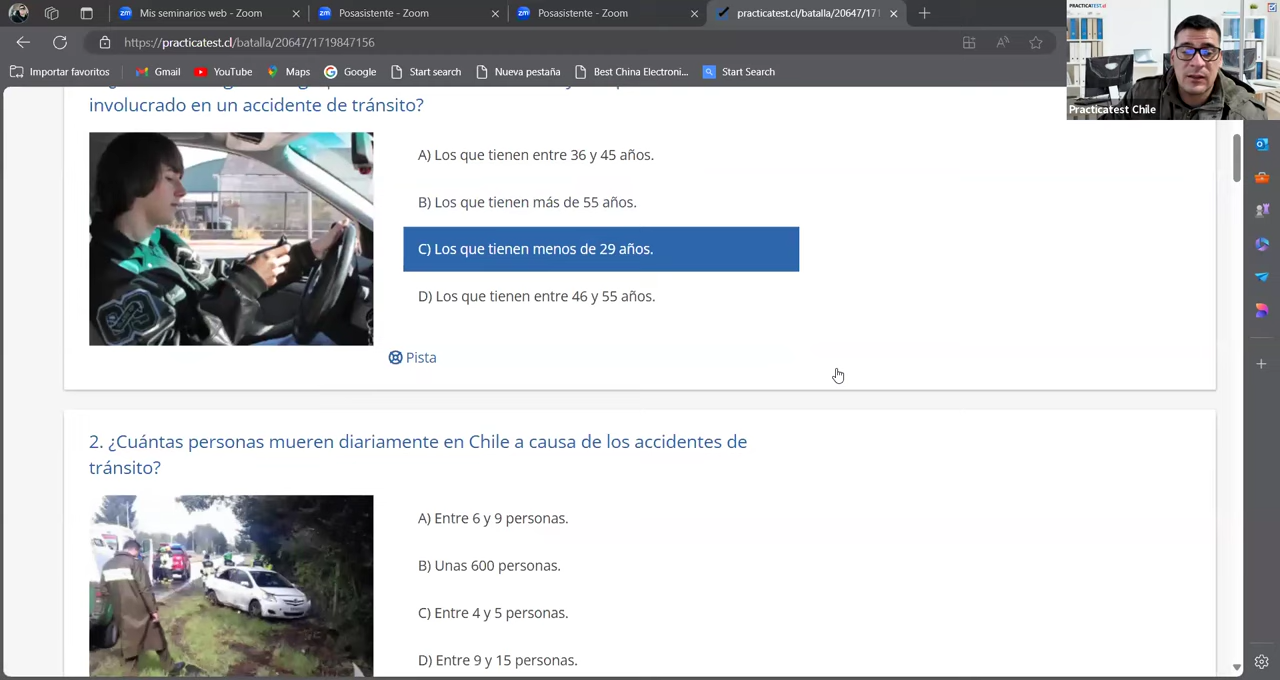 Mis seminarios web - Zoom
Posasistente - Zoom
Posasistente - Zoom
practicatest.cl/batalla/20647/171
https://practicatest.cl/batalla/20647/1719847156
Importar favoritos
Gmail
YouTube
Maps
Google
Start search
Nueva pestaña
Best China Electroni...
Start Search
PRACTICATEST.cl
Practicatest Chile
involucrado en un accidente de tránsito?
A) Los que tienen entre 36 y 45 años.
B) Los que tienen más de 55 años.
C) Los que tienen menos de 29 años.
D) Los que tienen entre 46 y 55 años.
Pista
2. ¿Cuántas personas mueren diariamente en Chile a causa de los accidentes de
tránsito?
A) Entre 6 y 9 personas.
B) Unas 600 personas.
C) Entre 4 y 5 personas.
D) Entre 9 y 15 personas.